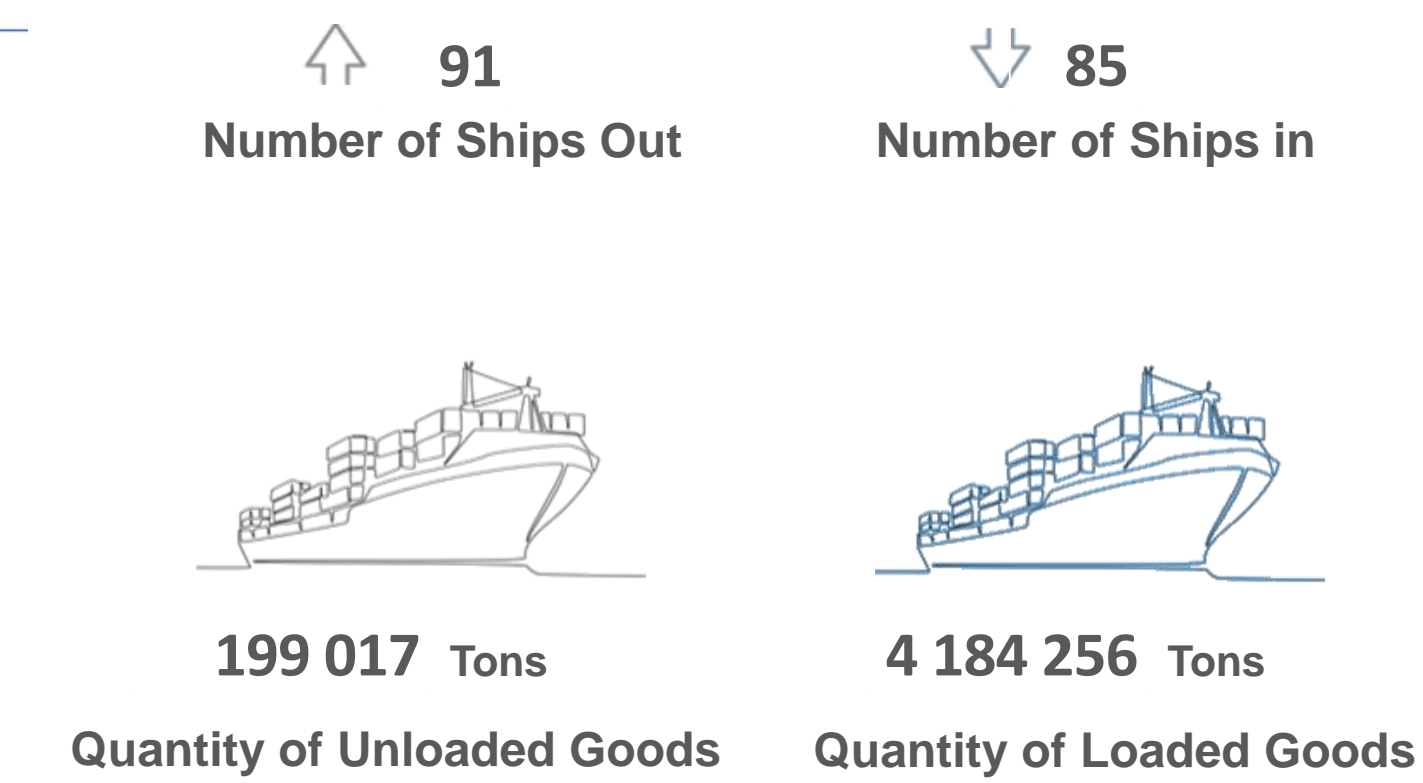 91
Number of Ships Out
85
Number of Ships in
199 017 Tons
Quantity of Unloaded Goods
4 184 256 Tons
Quantity of Loaded Goods